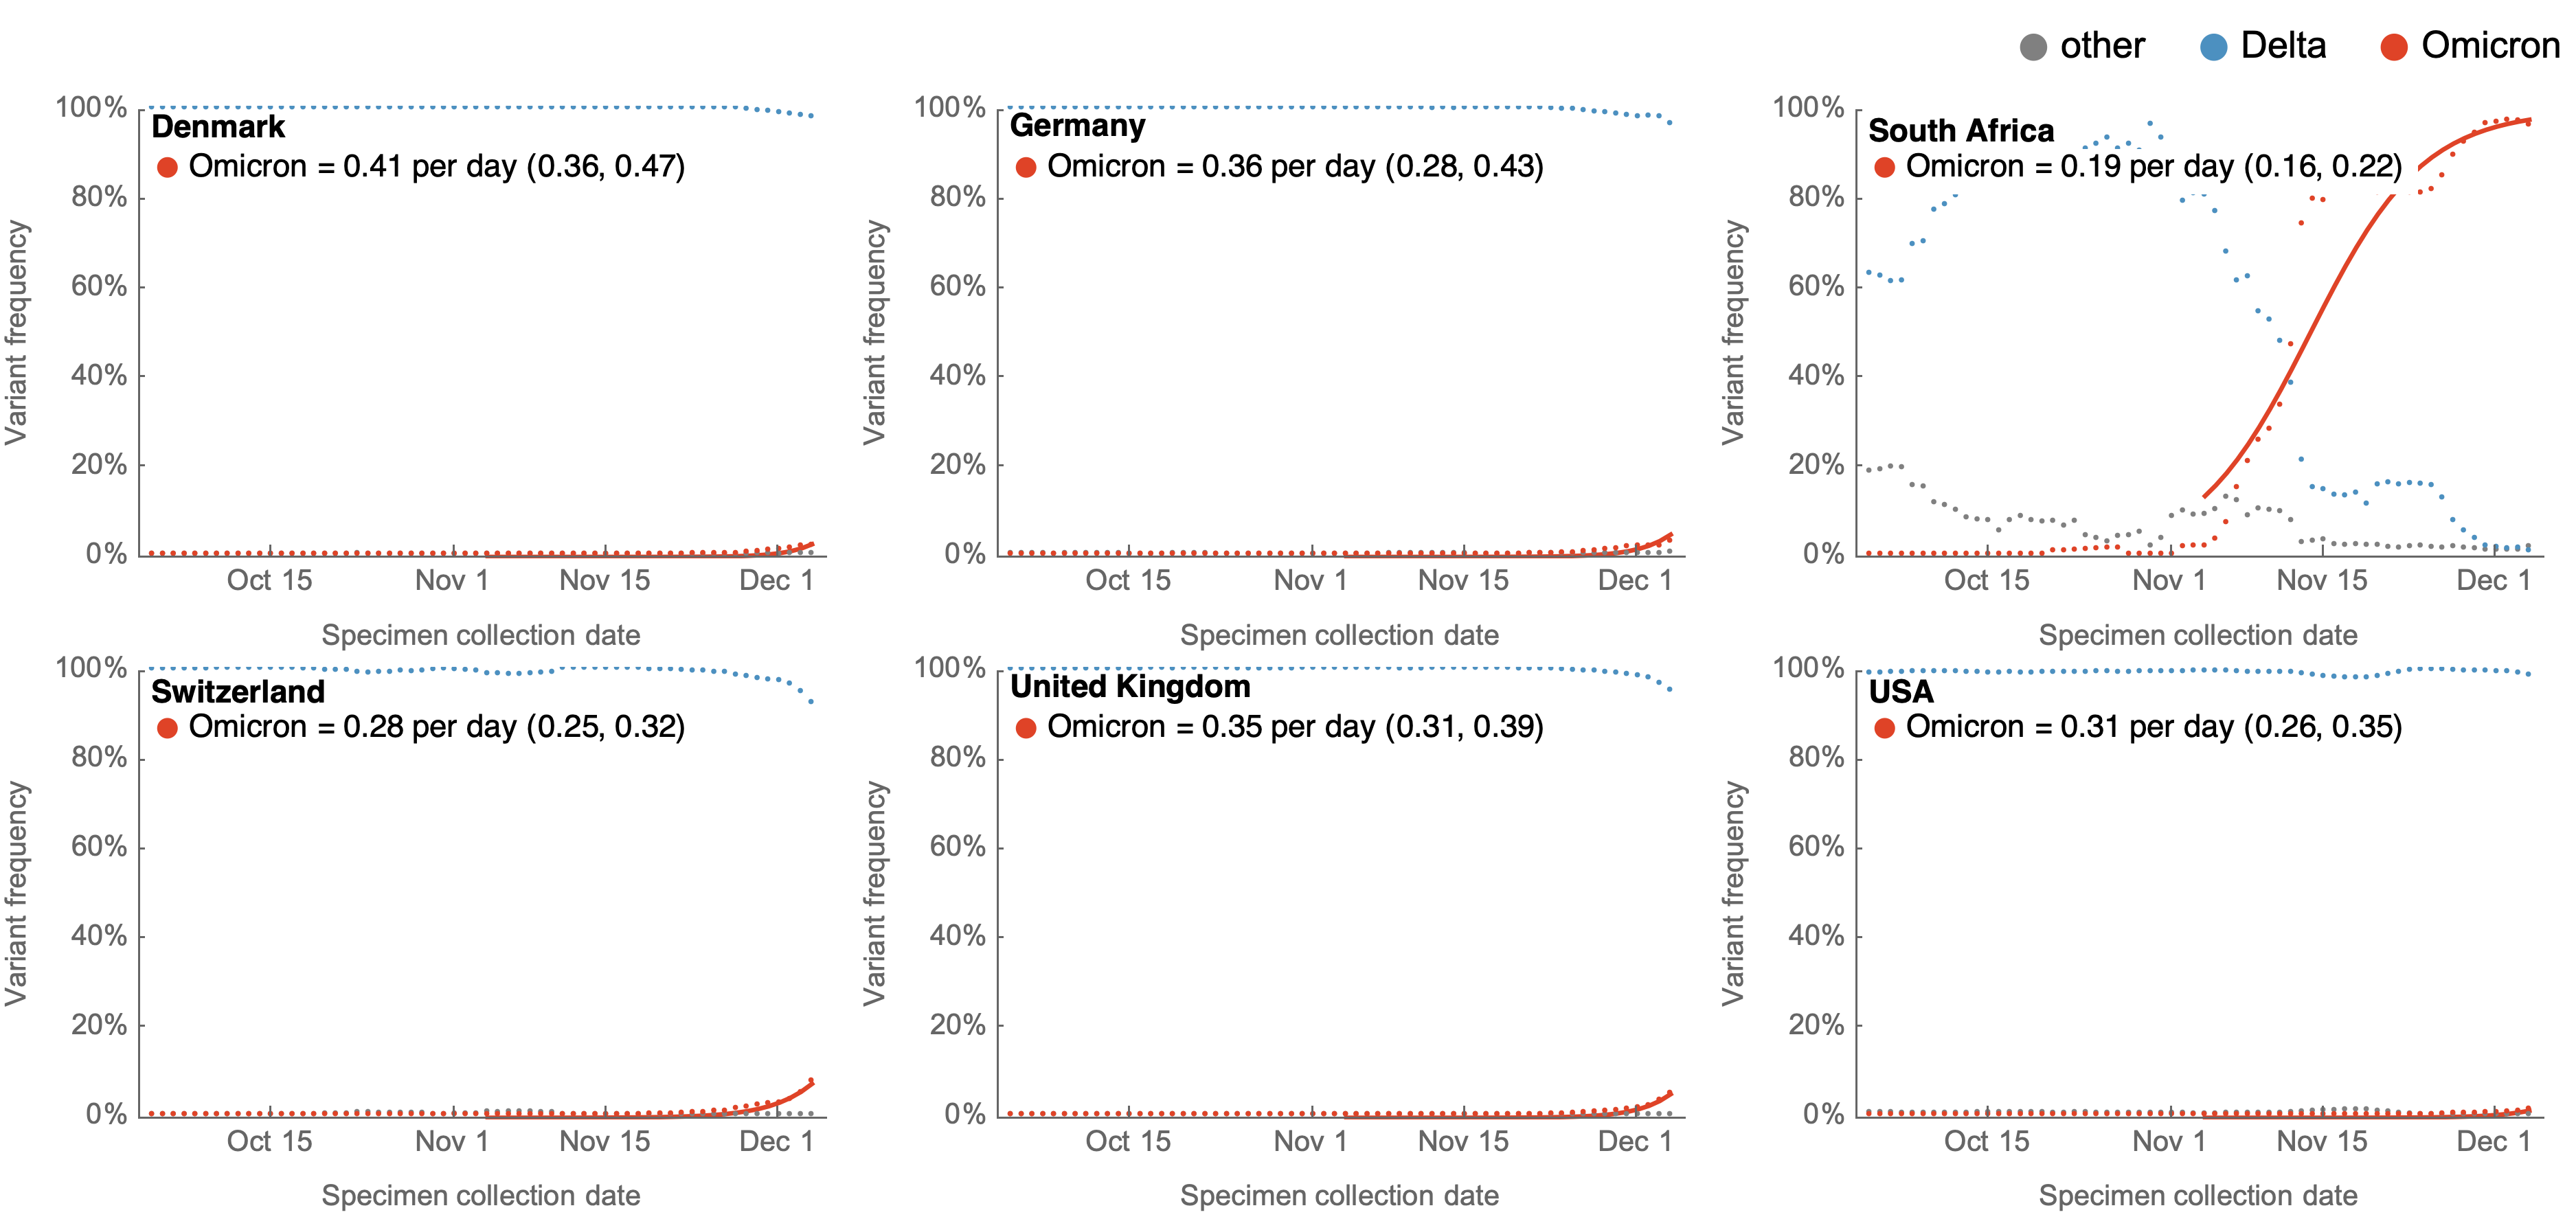 other Delta Omicron
100%
80%
60%
40%
20%
0%
Variant frequency
Denmark
Omicron = 0.41 per day (0.36, 0.47)
Oct 15 Nov 1 Nov 15 Dec 1
Specimen collection date
100%
80%
60%
40%
20%
0%
Variant frequency
Germany
Omicron = 0.36 per day (0.28, 0.43)
Oct 15 Nov 1 Nov 15 Dec 1
Specimen collection date
100%
80%
60%
40%
20%
0%
Variant frequency
South Africa
Omicron = 0.19 per day (0.16, 0.22)
Oct 15 Nov 1 Nov 15 Dec 1
Specimen collection date
100%
80%
60%
40%
20%
0%
Variant frequency
Switzerland
Omicron = 0.28 per day (0.25, 0.32)
Oct 15 Nov 1 Nov 15 Dec 1
Specimen collection date
100%
80%
60%
40%
20%
0%
Variant frequency
United Kingdom
Omicron = 0.35 per day (0.31, 0.39)
Oct 15 Nov 1 Nov 15 Dec 1
Specimen collection date
100%
80%
60%
40%
20%
0%
Variant frequency
USA
Omicron = 0.31 per day (0.26, 0.35)
Oct 15 Nov 1 Nov 15 Dec 1
Specimen collection date